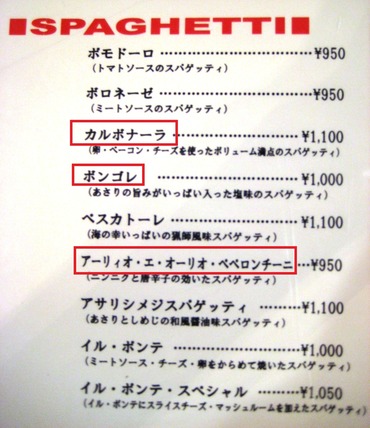 SPAGHETTI
ポモドーロ ……………………… ¥950
（トマトソースのスパゲッティ）
ボロネーゼ ……………………… ¥950
（ミートソースのスパゲッティ）
カルボナーラ ……………………… ¥1,100
（卵・ベーコン・チーズを使ったボリューム満点のスパゲッティ）
ボンゴレ ……………………… ¥1,000
（あさりの旨みがいっぱい入った塩味のスパゲッティ）
ペスカトーレ ……………………… ¥1,100
（海の幸いっぱいの猟師風味スパゲッティ）
アーリィオ・エ・オーリオ・ペペロンチーニ … ¥950
（ニンニクと唐辛子の効いたスパゲッティ）
アサリシメジスパゲッティ ……… ¥1,100
（あさりとしめじの和風醤油味スパゲッティ）
イル・ポンテ ……………………… ¥1,000
（ミートソース・チーズ・卵をからめて焼いたスパゲッティ）
イル・ポンテ・スペシャル ……… ¥1,050
（イル・ポンテにスライスチーズ・マッシュルームを加えたスパゲッティ）